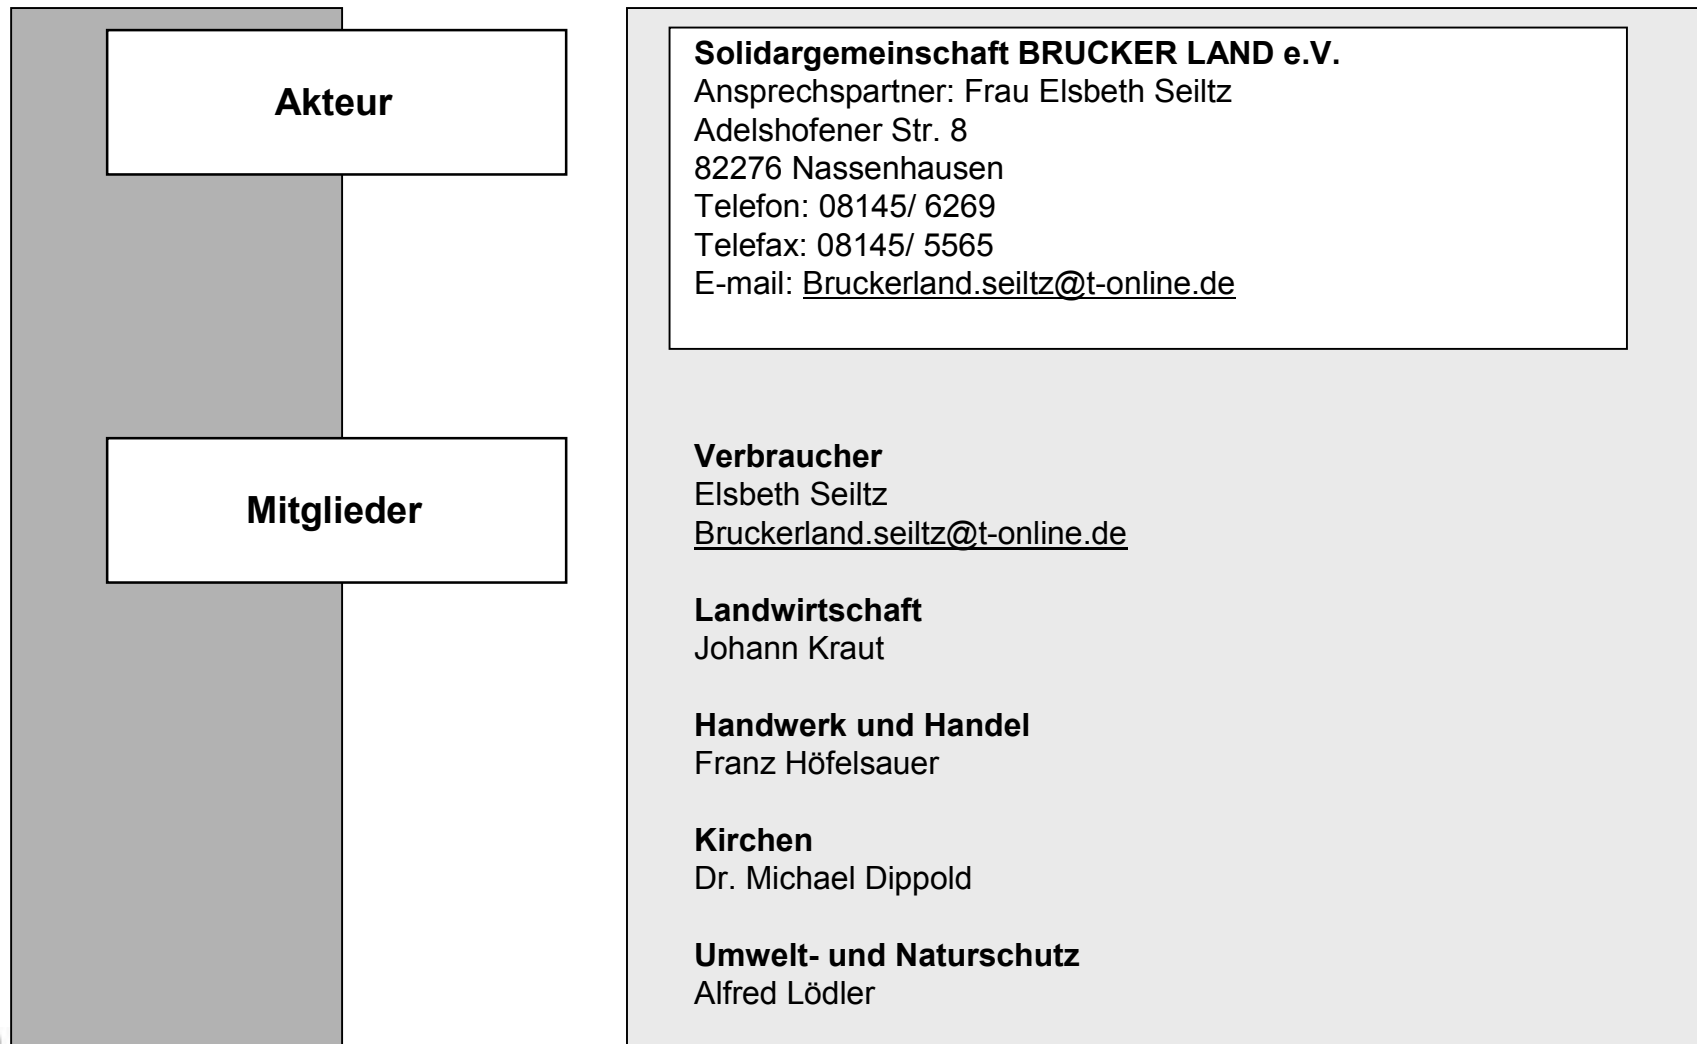 Akteur
Solidargemeinschaft BRUCKER LAND e.V.
Ansprechspartner: Frau Elsbeth Seiltz
Adelshofener Str. 8
82276 Nassenhausen
Telefon: 08145/ 6269
Telefax: 08145/ 5565
E-mail: Bruckerland.seiltz@t-online.de
Mitglieder
Verbraucher
Elsbeth Seiltz
Bruckerland.seiltz@t-online.de
Landwirtschaft
Johann Kraut
Handwerk und Handel
Franz Höfelsauer
Kirchen
Dr. Michael Dippold
Umwelt- und Naturschutz
Alfred Lödler